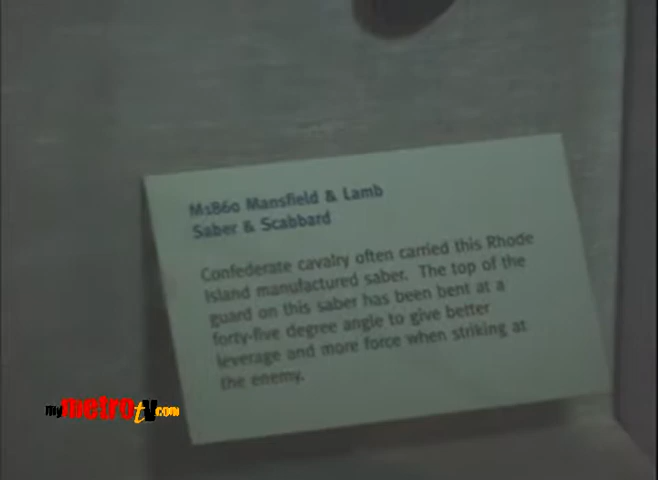 M1860 Mansfield & Lamb
Saber & Scabbard
Confederate cavalry often carried this Rhode
Island manufactured saber. The top of the
guard on this saber has been bent at a
forty-five degree angle to give better
leverage and more force when striking at
the enemy.
mymetrotv.com